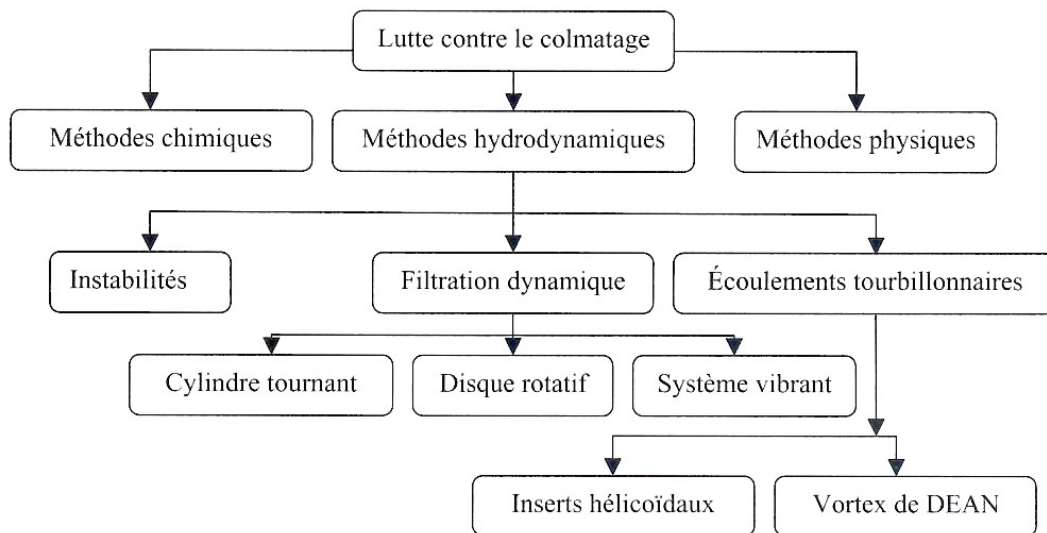 Lutte contre le colmatage
Méthodes chimiques
Méthodes hydrodynamiques
Méthodes physiques
Instabilités
Filtration dynamique
Écoulements tourbillonnaires
Cylindre tournant
Disque rotatif
Système vibrant
Inserts hélicoïdaux
Vortex de DEAN